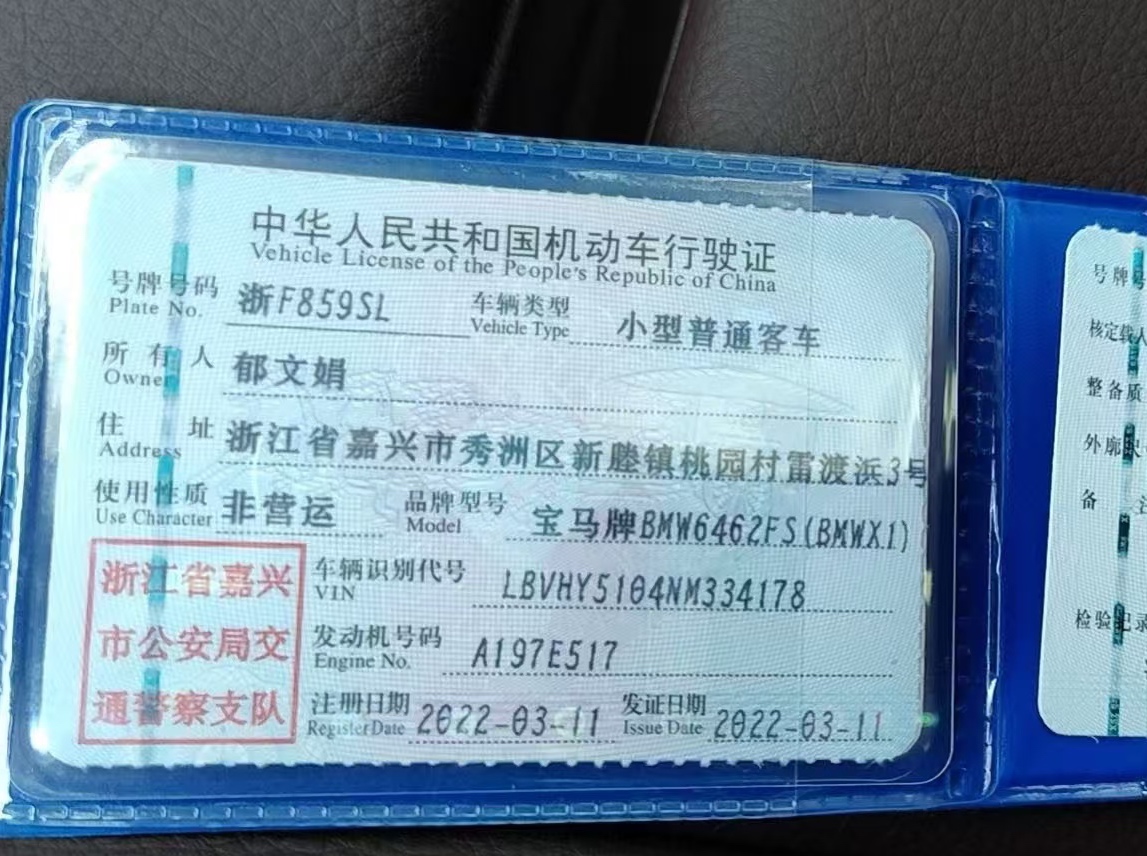 中华人民共和国机动车行驶证
Vehicle License of the People's Republic of China
号牌号码 浙F859SL 车辆类型 小型普通客车
Plate No. Vehicle Type
所有人 郁文娟
Owner
住址 浙江省嘉兴市秀洲区新塍镇桃园村雷渡浜3号
Address
使用性质 非营运 品牌型号 宝马牌BMW6462FS(BMWX1)
Use Character Model
浙江省嘉兴
市公安局交
通警察支队
车辆识别代号 LBVHY5104NM334178
VIN
发动机号码 A197E517
Engine No.
注册日期 2022-03-11 发证日期 2022-03-11
Register Date Issue Date
号牌号
核定载人
整备质
外廓尺
备注
检验记录